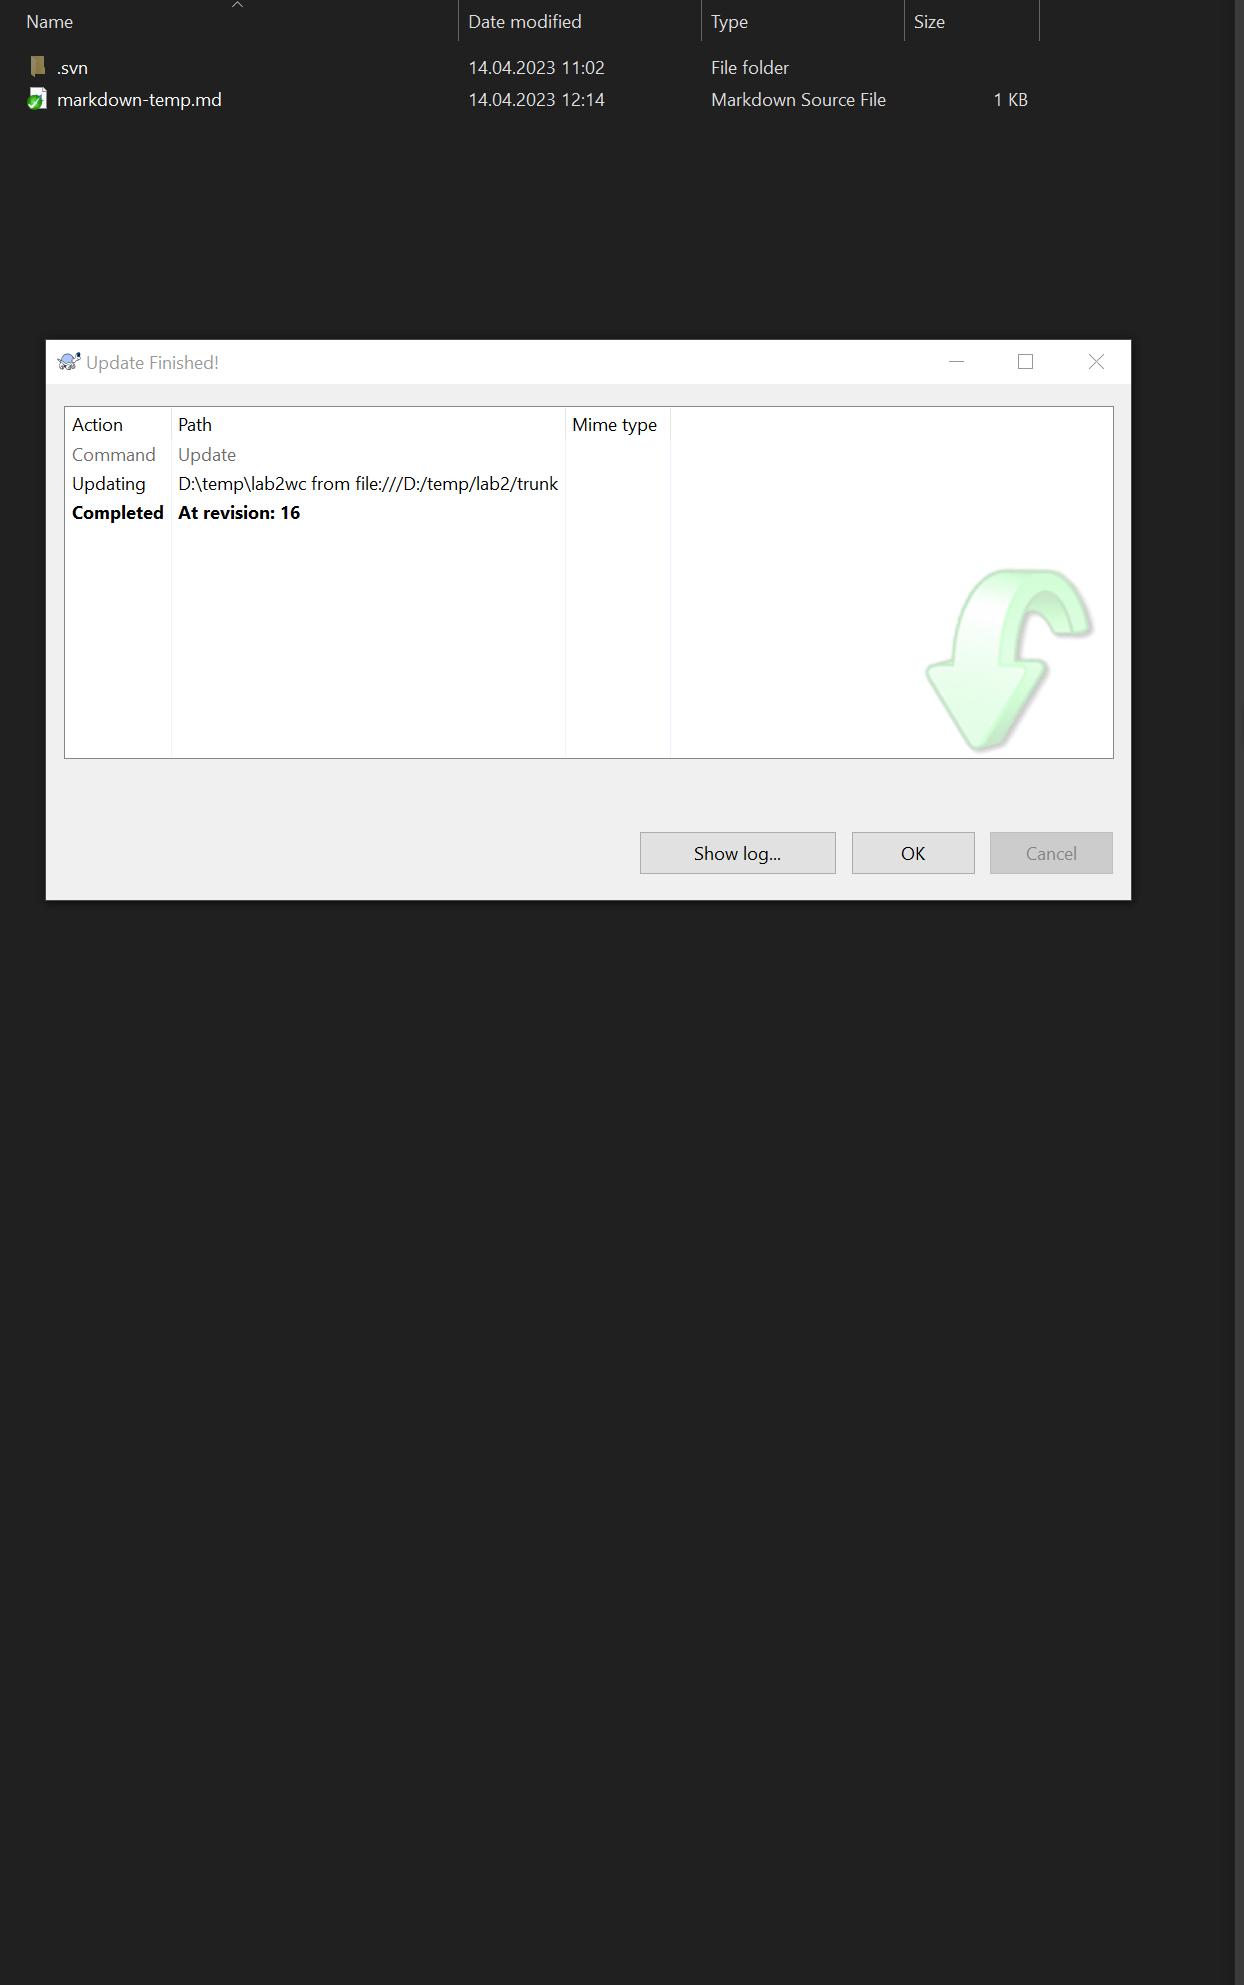 Name Date modified Type Size
.svn 14.04.2023 11:02 File folder
markdown-temp.md 14.04.2023 12:14 Markdown Source File 1 KB
Update Finished!
Action Path Mime type
Command Update
Updating D:\temp\lab2wc from file:///D:/temp/lab2/trunk
Completed At revision: 16
Show log... OK Cancel